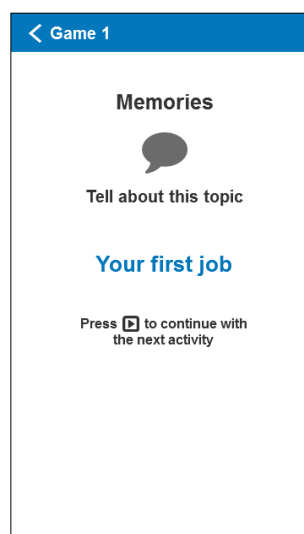 Game 1
Memories
Tell about this topic
Your first job
Press to continue with
the next activity